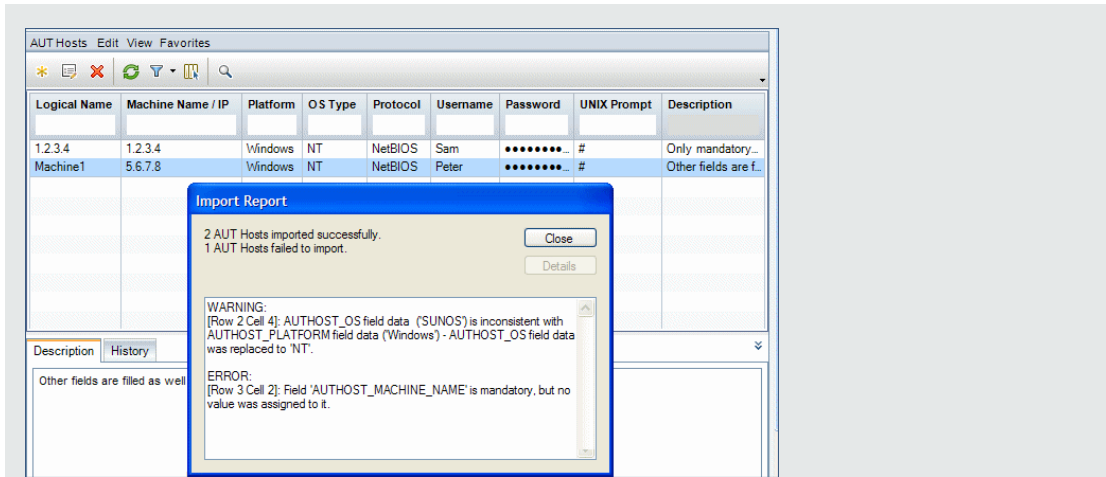 AUT Hosts Edit View Favorites
Logical Name Machine Name / IP Platform OS Type Protocol Username Password UNIX Prompt Description
1.2.3.4 1.2.3.4 Windows NT NetBIOS Sam ●●●●●●●●... # Only mandatory...
Machine1 5.6.7.8 Windows NT NetBIOS Peter ●●●●●●●●... # Other fields are f...
Import Report
2 AUT Hosts imported successfully.
1 AUT Hosts failed to import.
Close
Details
WARNING:
[Row 2 Cell 4]: AUTHOST_OS field data ('SUNOS') is inconsistent with
AUTHOST_PLATFORM field data ('Windows') - AUTHOST_OS field data
was replaced to 'NT'.
ERROR:
[Row 3 Cell 2]: Field 'AUTHOST_MACHINE_NAME' is mandatory, but no
value was assigned to it.
Description History
Other fields are filled as well